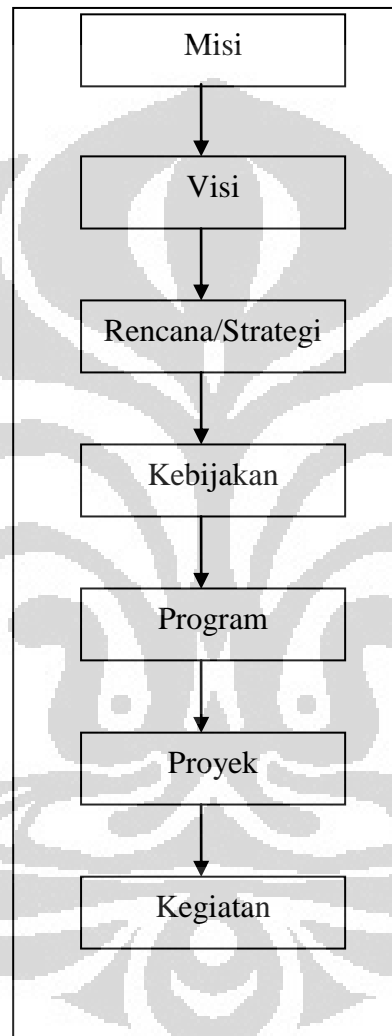 Misi
Visi
Rencana/Strategi
Kebijakan
Program
Proyek
Kegiatan